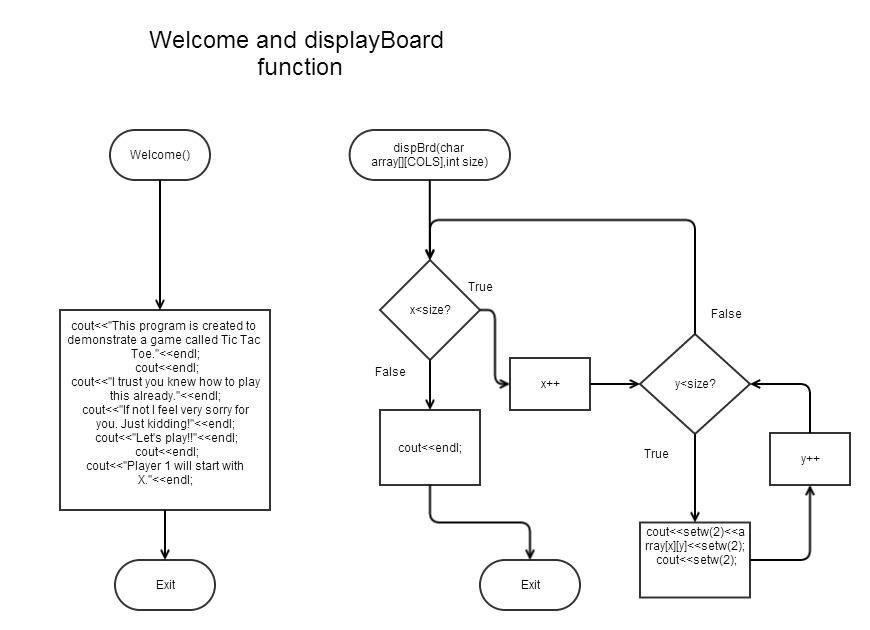 Welcome and displayBoard
function
Welcome()
cout<<"This program is created to
demonstrate a game called Tic Tac
Toe."<<endl;
cout<<endl;
cout<<"I trust you knew how to play
this already."<<endl;
cout<<"If not I feel very sorry for
you. Just kidding!"<<endl;
cout<<"Let's play!!"<<endl;
cout<<endl;
cout<<"Player 1 will start with
X."<<endl;
Exit
dispBrd(char
array[][COLS],int size)
x<size?
True
False
x++
cout<<endl;
Exit
y<size?
False
True
y++
cout<<setw(2)<<a
rray[x][y]<<setw(2);
cout<<setw(2);